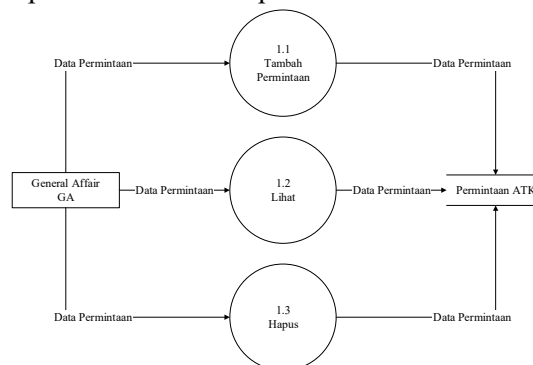 1.1
Tambah
Permintaan
Data Permintaan
Data Permintaan
General Affair
GA
Data Permintaan
1.2
Lihat
Data Permintaan
Permintaan ATK
Data Permintaan
1.3
Hapus
Data Permintaan